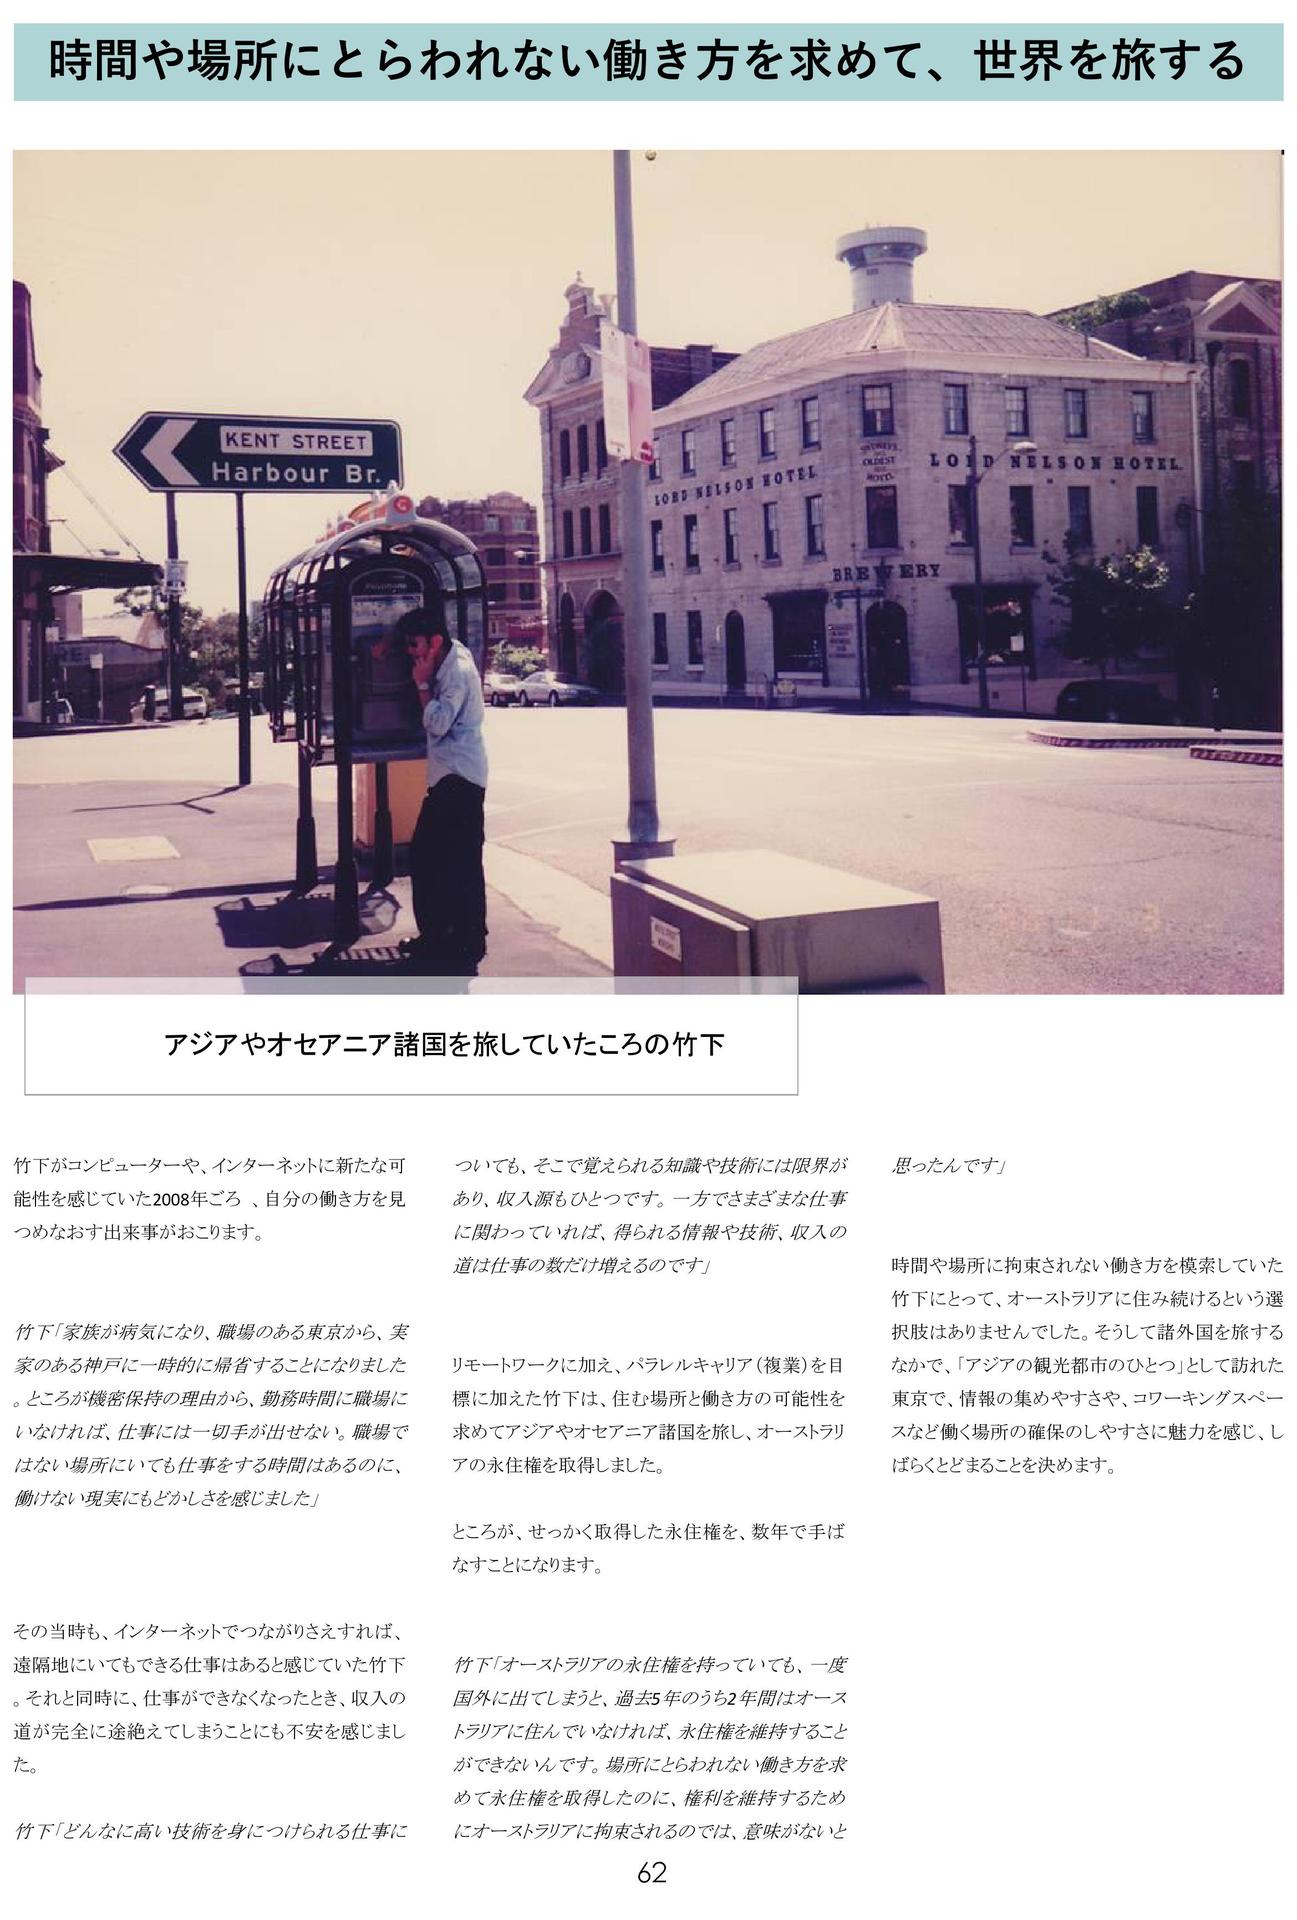 時間や場所にとらわれない働き方を求めて、世界を旅する
KENT STREET
Harbour Br.
LORD NELSON HOTEL
SYDNEY'S
OLDEST
HOTEL
LORD NELSON HOTEL.
BREWERY
アジアやオセアニア諸国を旅していたころの竹下
竹下がコンピューターや、インターネットに新たな可
能性を感じていた2008年ごろ 、自分の働き方を見
つめなおす出来事がおこります。
竹下「家族が病気になり、職場のある東京から、実
家のある神戸に一時的に帰省することになりました
。ところが機密保持の理由から、勤務時間に職場に
いなければ、仕事には一切手が出せない。職場で
はない場所にいても仕事をする時間はあるのに、
働けない現実にもどかしさを感じました」
その当時も、インターネットでつながりさえすれば、
遠隔地にいてもできる仕事はあると感じていた竹下
。それと同時に、仕事ができなくなったとき、収入の
道が完全に途絶えてしまうことにも不安を感じまし
た。
竹下「どんなに高い技術を身につけられる仕事に
ついても、そこで覚えられる知識や技術には限界が
あり、収入源もひとつです。一方でさまざまな仕事
に関わっていれば、得られる情報や技術、収入の
道は仕事の数だけ増えるのです」
リモートワークに加え、パラレルキャリア（複業）を目
標に加えた竹下は、住む場所と働き方の可能性を
求めてアジアやオセアニア諸国を旅し、オーストラリ
アの永住権を取得しました。
ところが、せっかく取得した永住権を、数年で手ば
なすことになります。
竹下「オーストラリアの永住権を持っていても、一度
国外に出てしまうと、過去5年のうち2年間はオース
トラリアに住んでいなければ、永住権を維持すること
ができないんです。場所にとらわれない働き方を求
めて永住権を取得したのに、権利を維持するため
にオーストラリアに拘束されるのでは、意味がないと
思ったんです」
時間や場所に拘束されない働き方を模索していた
竹下にとって、オーストラリアに住み続けるという選
択肢はありませんでした。そうして諸外国を旅する
なかで、「アジアの観光都市のひとつ」として訪れた
東京で、情報の集めやすさや、コワーキングスペー
スなど働く場所の確保のしやすさに魅力を感じ、し
ばらくとどまることを決めます。
62